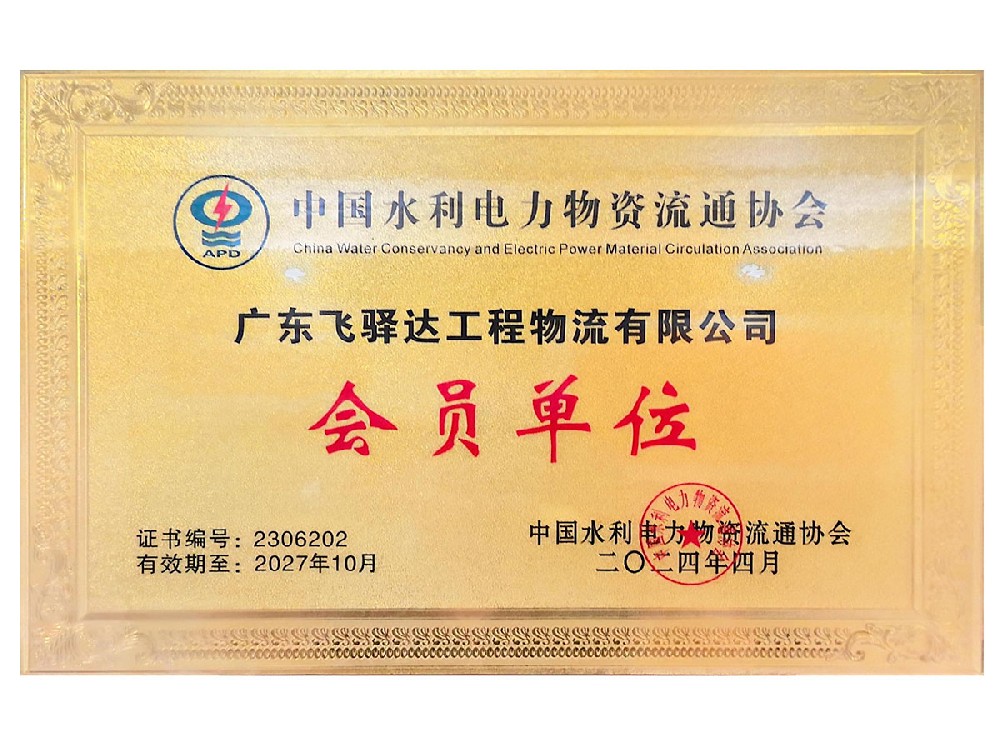 APD
中国水利电力物资流通协会
China Water Conservancy and Electric Power Material Circulation Association
广东飞驿达工程物流有限公司
会员单位
证书编号：2306202
有效期至：2027年10月
中国水利电力物资流通协会
二〇二四年四月